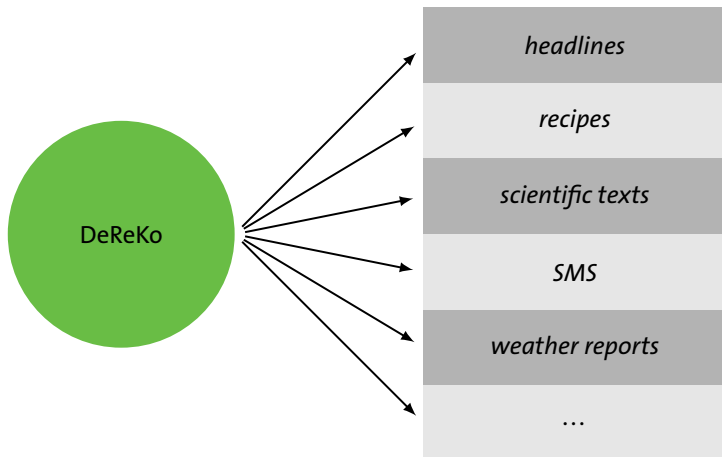 DeReKo
headlines
recipes
scientific texts
SMS
weather reports
…